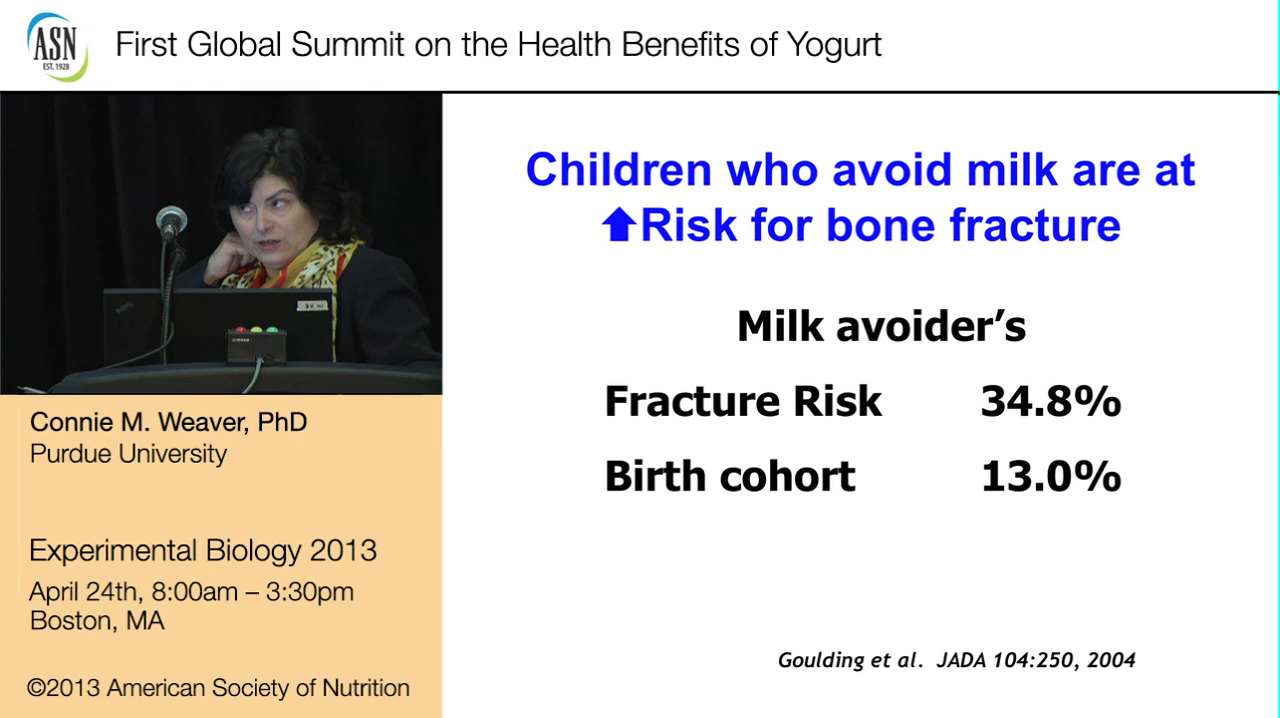 ASN
EST. 1928
First Global Summit on the Health Benefits of Yogurt
Children who avoid milk are at
⬆Risk for bone fracture
Milk avoider’s
Fracture Risk 34.8%
Birth cohort 13.0%
Goulding et al. JADA 104:250, 2004
Connie M. Weaver, PhD
Purdue University
Experimental Biology 2013
April 24th, 8:00am – 3:30pm
Boston, MA
©2013 American Society of Nutrition